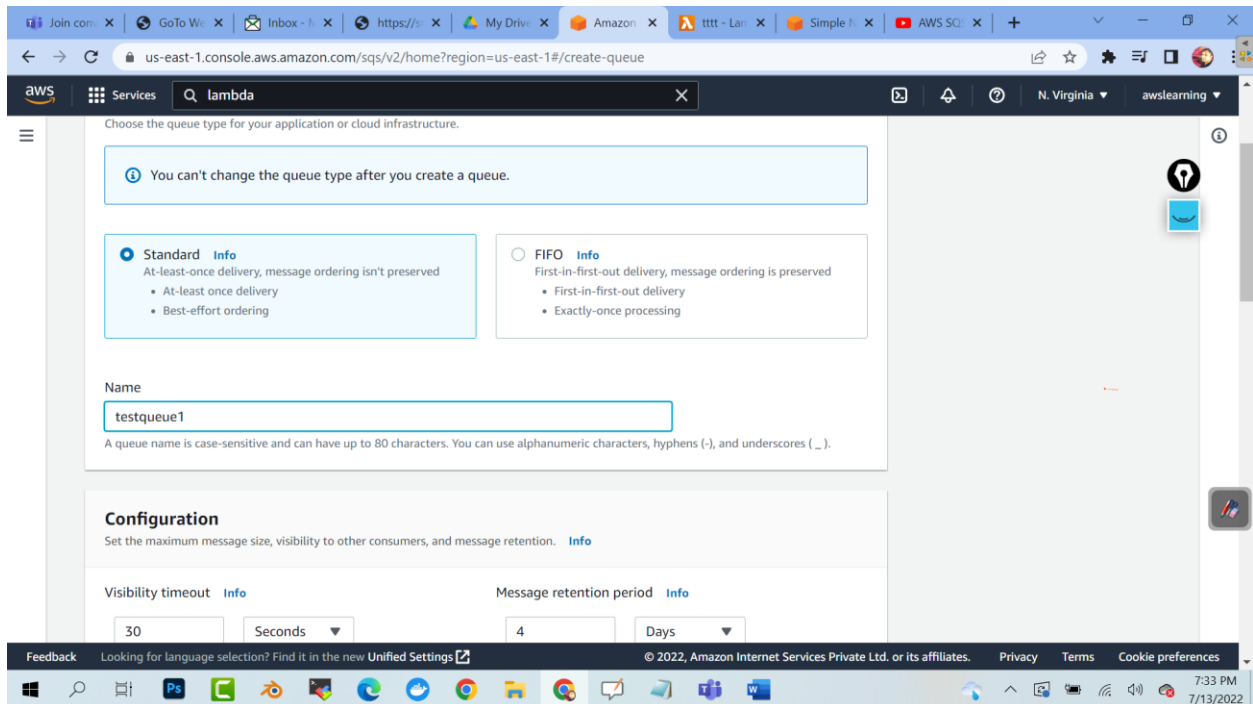 Join com
GoTo We
Inbox - M
https://s
My Drive
Amazon
tttt - Lam
Simple N
AWS SQS
us-east-1.console.aws.amazon.com/sqs/v2/home?region=us-east-1#/create-queue
aws
Services
lambda
N. Virginia ▼
awslearning ▼
Choose the queue type for your application or cloud infrastructure.
You can't change the queue type after you create a queue.
Standard Info
At-least-once delivery, message ordering isn't preserved
• At-least once delivery
• Best-effort ordering
FIFO Info
First-in-first-out delivery, message ordering is preserved
• First-in-first-out delivery
• Exactly-once processing
Name
testqueue1
A queue name is case-sensitive and can have up to 80 characters. You can use alphanumeric characters, hyphens (-), and underscores ( _ ).
Configuration
Set the maximum message size, visibility to other consumers, and message retention. Info
Visibility timeout Info
30
Seconds ▼
Message retention period Info
4
Days ▼
Feedback
Looking for language selection? Find it in the new Unified Settings
© 2022, Amazon Internet Services Private Ltd. or its affiliates.
Privacy
Terms
Cookie preferences
Ps
W
7:33 PM
7/13/2022